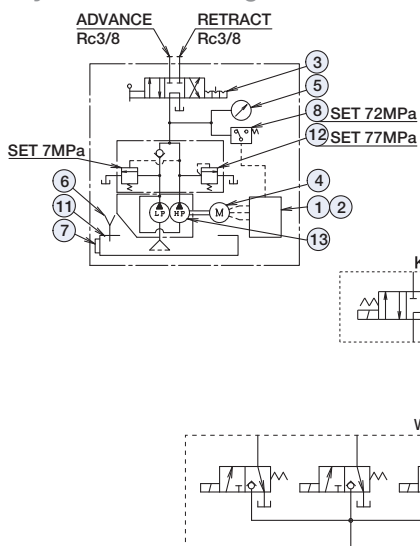 ADVANCE RETRACT
Rc3/8 Rc3/8
3
5
8 SET 72MPa
12 SET 77MPa
SET 7MPa
6
4
11
LP HP M
1 2
7
13
K
W